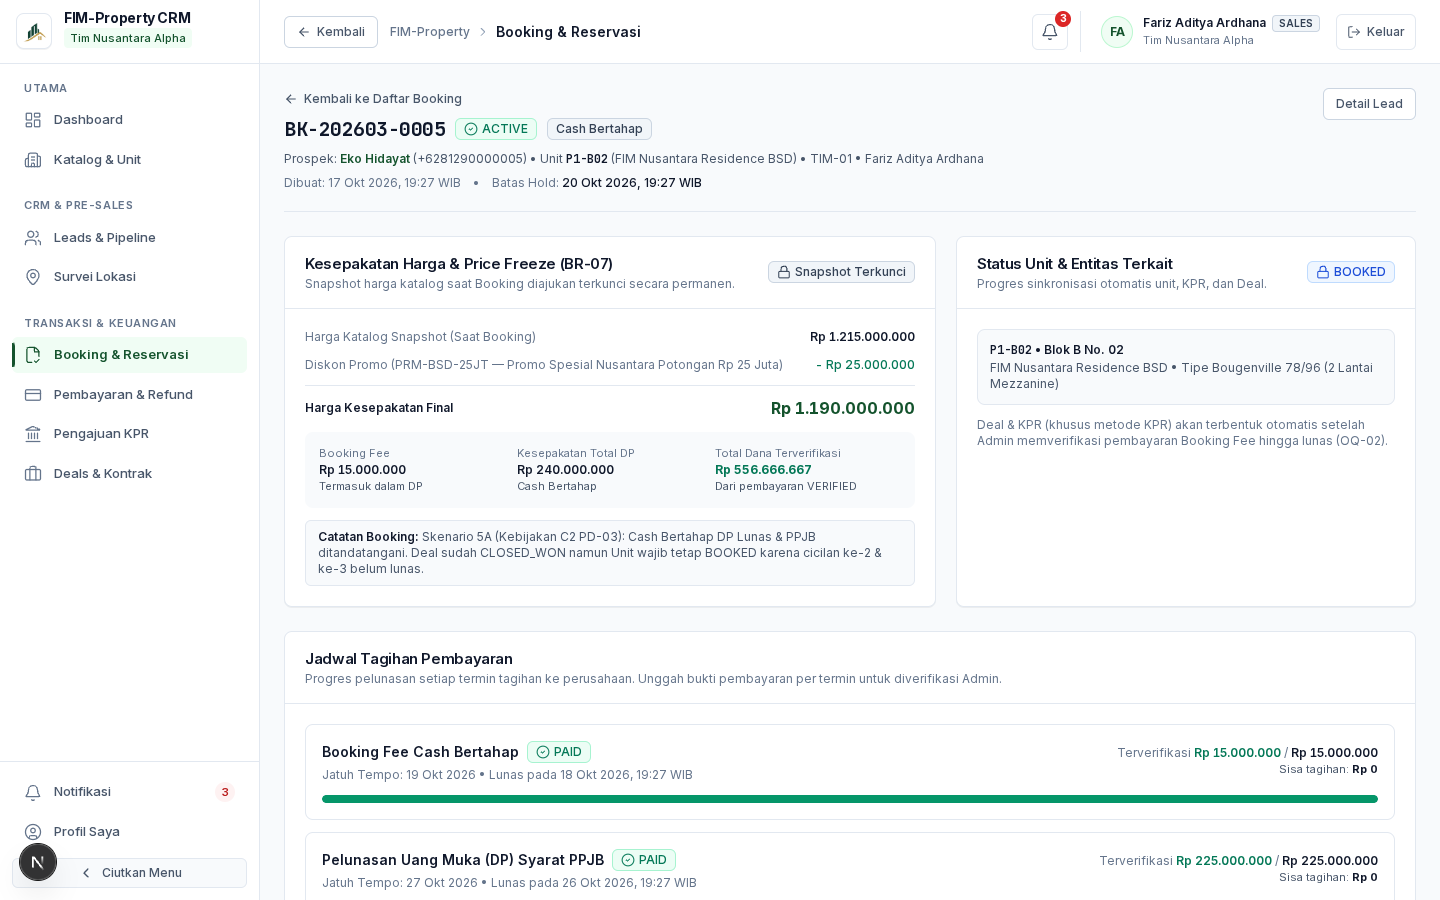 FIM-Property CRM
Tim Nusantara Alpha
UTAMA
Dashboard
Katalog & Unit
CRM & PRE-SALES
Leads & Pipeline
Survei Lokasi
TRANSAKSI & KEUANGAN
Booking & Reservasi
Pembayaran & Refund
Pengajuan KPR
Deals & Kontrak
Notifikasi 3
Profil Saya
N
Ciutkan Menu
Kembali
FIM-Property
Booking & Reservasi
3
FA
Fariz Aditya Ardhana SALES
Tim Nusantara Alpha
Keluar
Kembali ke Daftar Booking
Detail Lead
BK-202603-0005 ACTIVE Cash Bertahap
Prospek: Eko Hidayat (+6281290000005) • Unit P1-B02 (FIM Nusantara Residence BSD) • TIM-01 • Fariz Aditya Ardhana
Dibuat: 17 Okt 2026, 19:27 WIB • Batas Hold: 20 Okt 2026, 19:27 WIB
Kesepakatan Harga & Price Freeze (BR-07)
Snapshot harga katalog saat Booking diajukan terkunci secara permanen.
Snapshot Terkunci
Harga Katalog Snapshot (Saat Booking) Rp 1.215.000.000
Diskon Promo (PRM-BSD-25JT — Promo Spesial Nusantara Potongan Rp 25 Juta) - Rp 25.000.000
Harga Kesepakatan Final Rp 1.190.000.000
Booking Fee
Rp 15.000.000
Termasuk dalam DP
Kesepakatan Total DP
Rp 240.000.000
Cash Bertahap
Total Dana Terverifikasi
Rp 556.666.667
Dari pembayaran VERIFIED
Catatan Booking: Skenario 5A (Kebijakan C2 PD-03): Cash Bertahap DP Lunas & PPJB
ditandatangani. Deal sudah CLOSED_WON namun Unit wajib tetap BOOKED karena cicilan ke-2 &
ke-3 belum lunas.
Status Unit & Entitas Terkait
Progres sinkronisasi otomatis unit, KPR, dan Deal.
BOOKED
P1-B02 • Blok B No. 02
FIM Nusantara Residence BSD • Tipe Bougenville 78/96 (2 Lantai
Mezzanine)
Deal & KPR (khusus metode KPR) akan terbentuk otomatis setelah
Admin memverifikasi pembayaran Booking Fee hingga lunas (OQ-02).
Jadwal Tagihan Pembayaran
Progres pelunasan setiap termin tagihan ke perusahaan. Unggah bukti pembayaran per termin untuk diverifikasi Admin.
Booking Fee Cash Bertahap PAID
Jatuh Tempo: 19 Okt 2026 • Lunas pada 18 Okt 2026, 19:27 WIB
Terverifikasi Rp 15.000.000 / Rp 15.000.000
Sisa tagihan: Rp 0
Pelunasan Uang Muka (DP) Syarat PPJB PAID
Jatuh Tempo: 27 Okt 2026 • Lunas pada 26 Okt 2026, 19:27 WIB
Terverifikasi Rp 225.000.000 / Rp 225.000.000
Sisa tagihan: Rp 0